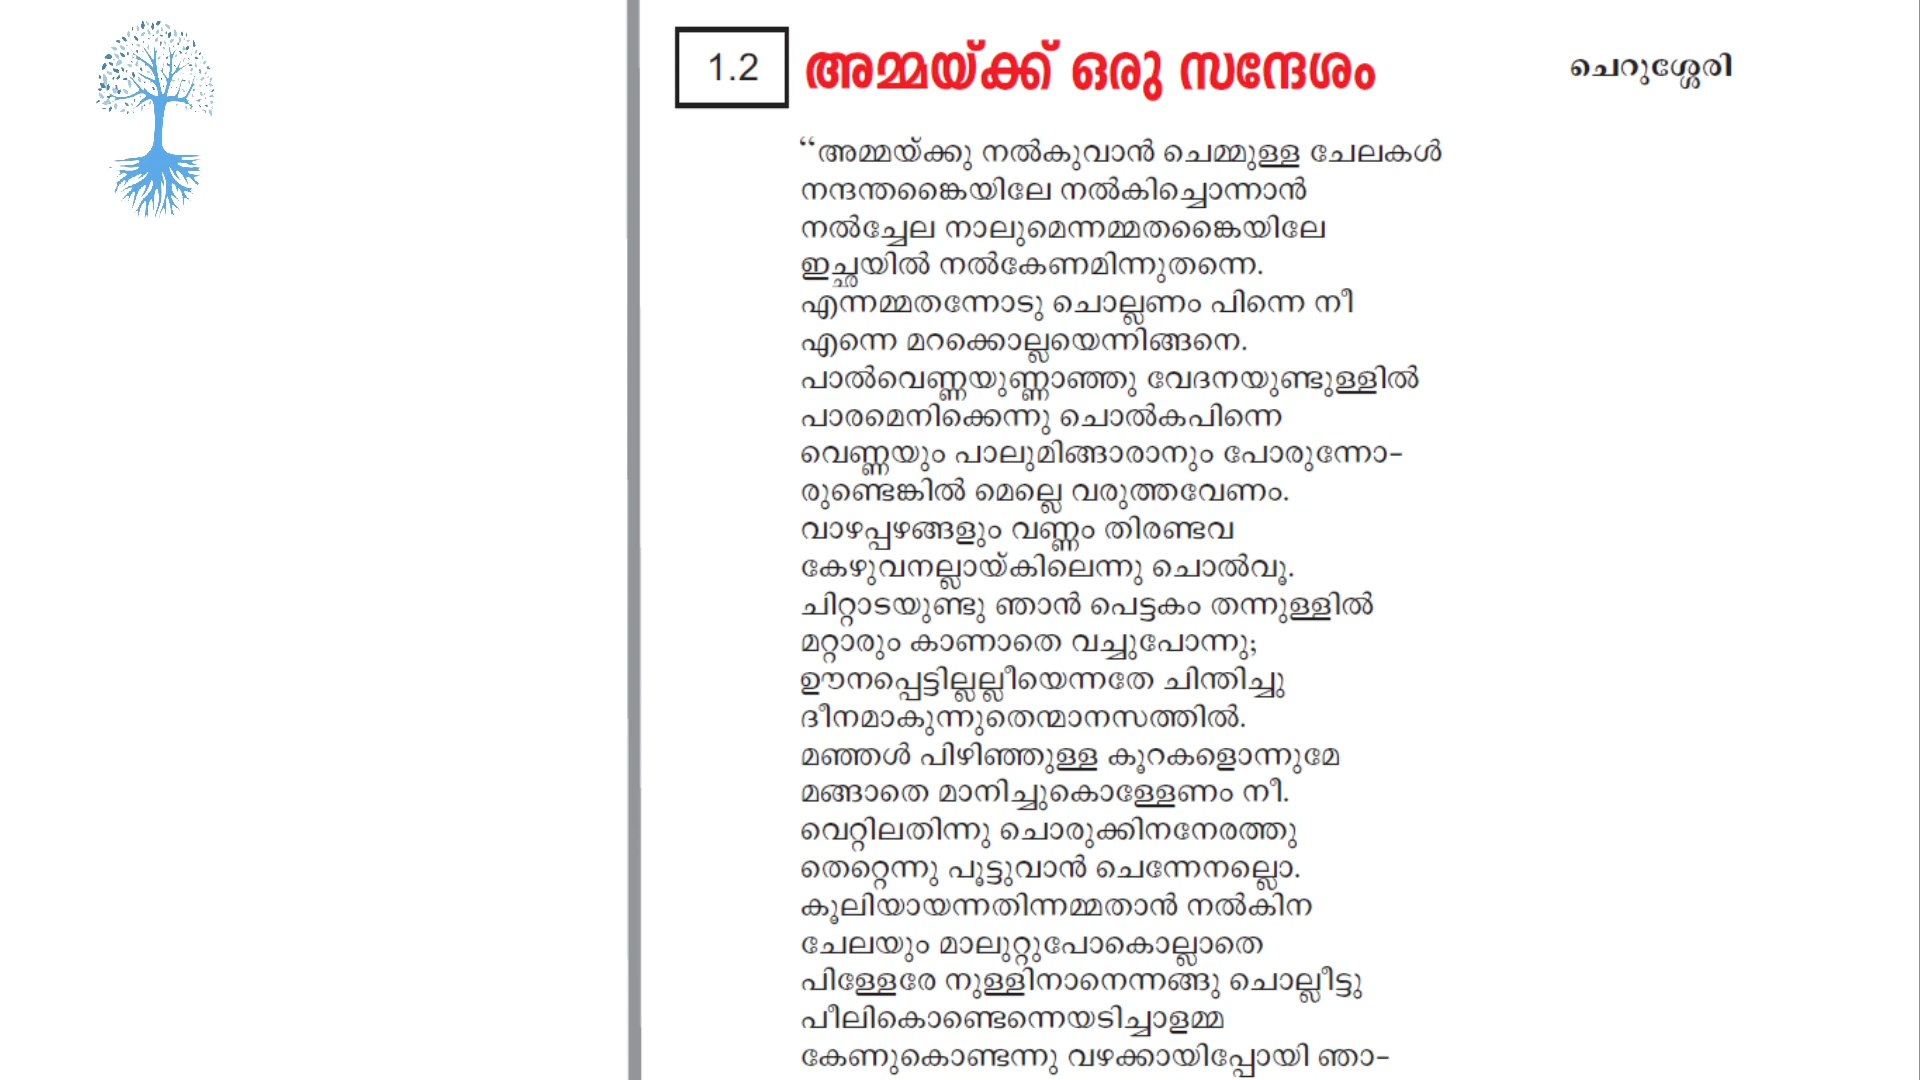 1.2 അമ്മയ്ക്ക് ഒരു സന്ദേശം ചെറുശ്ശേരി
“അമ്മയ്ക്കു നൽകുവാൻ ചെമ്മുള്ള ചേലകൾ
നന്ദന്തങ്കൈയിലേ നൽകിച്ചൊന്നാൻ
നൽച്ചേല നാലുമെന്നമ്മതങ്കൈയിലേ
ഇച്ഛയിൽ നൽകേണമിന്നുതന്നെ.
എന്നമ്മതന്നോടു ചൊല്ലണം പിന്നെ നീ
എന്നെ മറക്കൊല്ലയെന്നിങ്ങനെ.
പാൽവെണ്ണയുണ്ണാഞ്ഞു വേദനയുണ്ടുള്ളിൽ
പാരമെനിക്കെന്നു ചൊൽകപിന്നെ
വെണ്ണയും പാലുമിങ്ങാരാനും പോരുന്നോ-
രുണ്ടെങ്കിൽ മെല്ലെ വരുത്തവേണം.
വാഴപ്പഴങ്ങളും വണ്ണം തിരണ്ടവ
കേഴുവനല്ലായ്കിലെന്നു ചൊൽവൂ.
ചിറ്റാടയുണ്ടു ഞാൻ പെട്ടകം തന്നുള്ളിൽ
മറ്റാരും കാണാതെ വച്ചുപോന്നു;
ഊനപ്പെട്ടില്ലല്ലീയെന്നതേ ചിന്തിച്ചു
ദീനമാകുന്നുതെന്മാനസത്തിൽ.
മഞ്ഞൾ പിഴിഞ്ഞുള്ള കൂറകളൊന്നുമേ
മങ്ങാതെ മാനിച്ചുകൊള്ളേണം നീ.
വെറ്റിലതിന്നു ചൊരുക്കിനനേരത്തു
തെറ്റെന്നു പൂട്ടുവാൻ ചെന്നേനല്ലൊ.
കൂലിയായന്നതിന്നമ്മതാൻ നൽകിന
ചേലയും മാലുറ്റുപോകൊല്ലാതെ
പിള്ളേരേ നുള്ളിനാനെന്നങ്ങു ചൊല്ലീട്ടു
പീലികൊണ്ടെന്നെയടിച്ചാളമ്മ
കേണുകൊണ്ടന്നു വഴക്കായിപ്പോയി ഞാ-